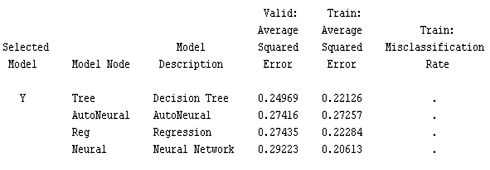 Valid: Train:
Average Average Train:
Selected Model Squared Squared Misclassification
Model Model Node Description Error Error Rate
Y Tree Decision Tree 0.24969 0.22126 .
AutoNeural AutoNeural 0.27416 0.27257 .
Reg Regression 0.27435 0.22284 .
Neural Neural Network 0.29223 0.20613 .